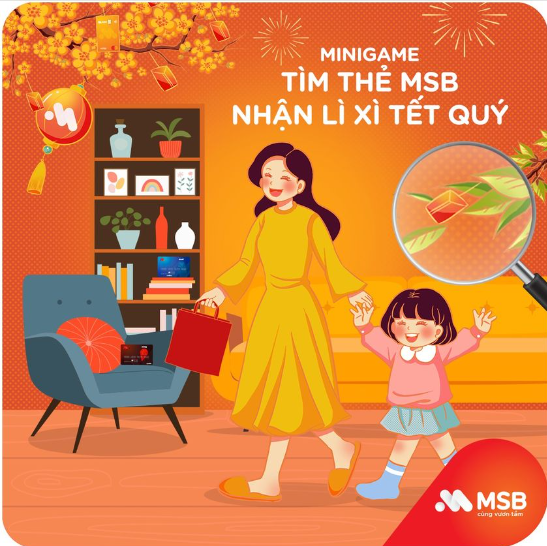 MINIGAME
TÌM THẺ MSB
NHẬN LÌ XÌ TẾT QUÝ
MSB
cùng vươn tầm